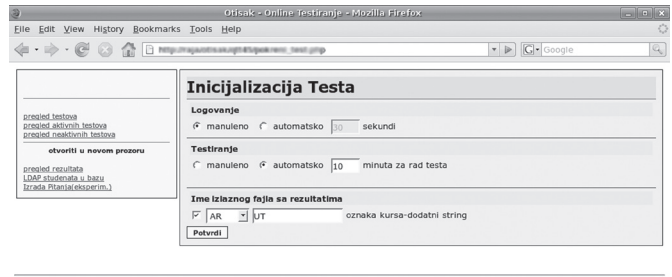 Otisak - Online Testiranje - Mozilla Firefox
File Edit View History Bookmarks Tools Help
Google
pregled testova
pregled aktivnih testova
pregled neaktivnih testova
otvoriti u novom prozoru
pregled rezultata
LDAP studenata u bazu
Izrada Pitanja(eksperim.)
Inicijalizacija Testa
Logovanje
manuleno automatsko 30 sekundi
Testiranje
manuleno automatsko 10 minuta za rad testa
Ime izlaznog fajla sa rezultatima
AR UT oznaka kursa-dodatni string
Potvrdi